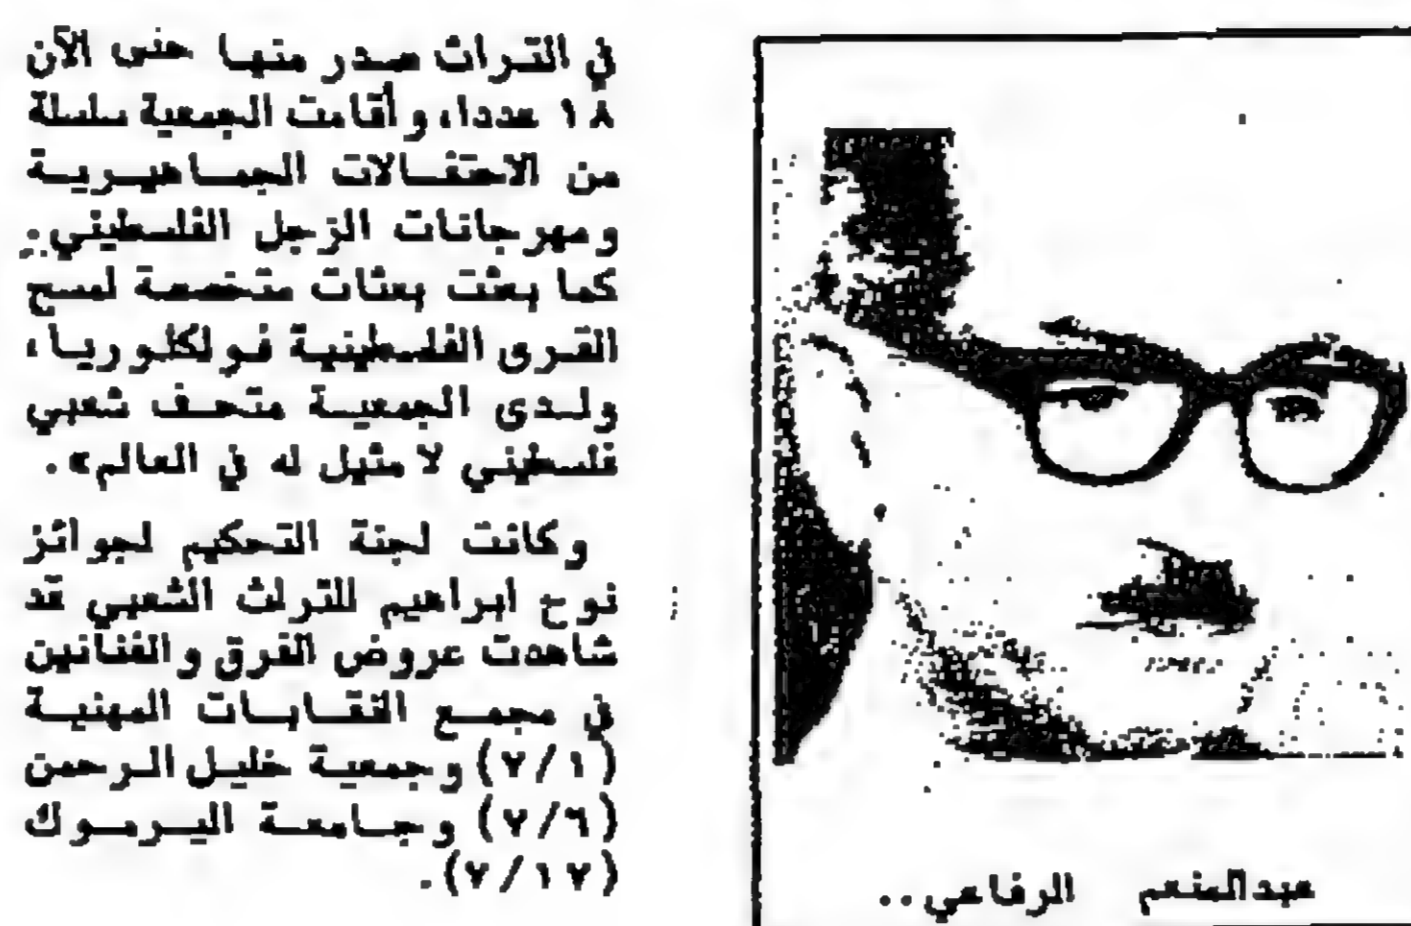 في التراث صدر منها حتى الآن
١٨ عددا، وأقامت الجمعية سلسلة
من الاحتفالات الجماهيرية
ومهرجانات الزجل الفلسطيني.
كما بعثت بعثات متخصصة لمسح
القرى الفلسطينية فولكلوريا،
ولدى الجمعية متحف شعبي
فلسطيني لا مثيل له في العالم».
وكانت لجنة التحكيم لجوائز
نوح ابراهيم للتراث الشعبي قد
شاهدت عروض الفرق والفنانين
في مجمع النقابات المهنية
(٧/١) وجمعية خليل الرحمن
(٧/٦) وجامعة اليرموك
(٧/١٧).
عبدالمنعم الرفاعي..